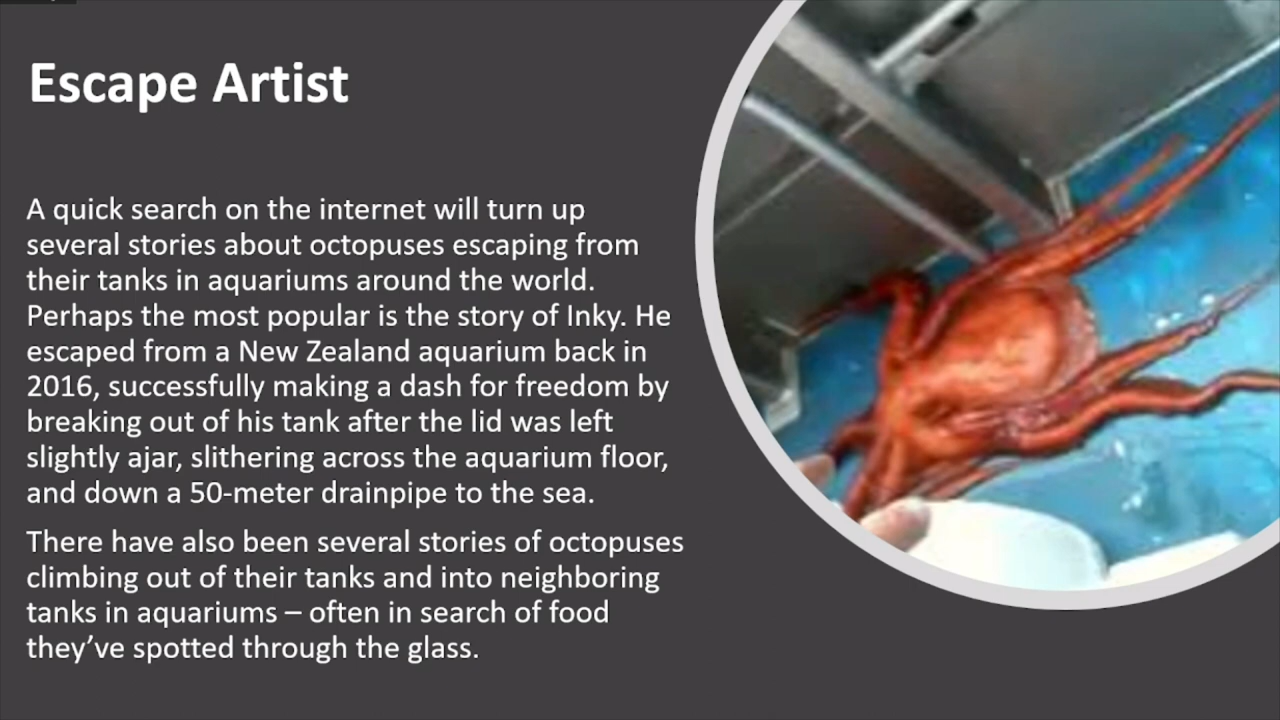 Escape Artist
A quick search on the internet will turn up
several stories about octopuses escaping from
their tanks in aquariums around the world.
Perhaps the most popular is the story of Inky. He
escaped from a New Zealand aquarium back in
2016, successfully making a dash for freedom by
breaking out of his tank after the lid was left
slightly ajar, slithering across the aquarium floor,
and down a 50-meter drainpipe to the sea.
There have also been several stories of octopuses
climbing out of their tanks and into neighboring
tanks in aquariums – often in search of food
they’ve spotted through the glass.